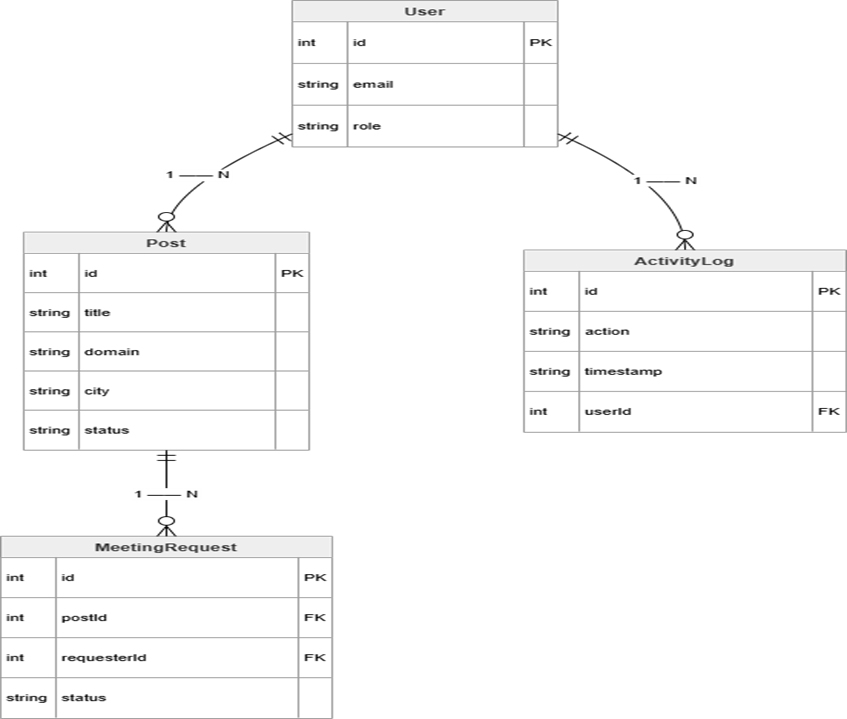 User
int id PK
string email
string role
1 —— N
1 —— N
Post
int id PK
string title
string domain
string city
string status
ActivityLog
int id PK
string action
string timestamp
int userId FK
1 —— N
MeetingRequest
int id PK
int postId FK
int requesterId FK
string status